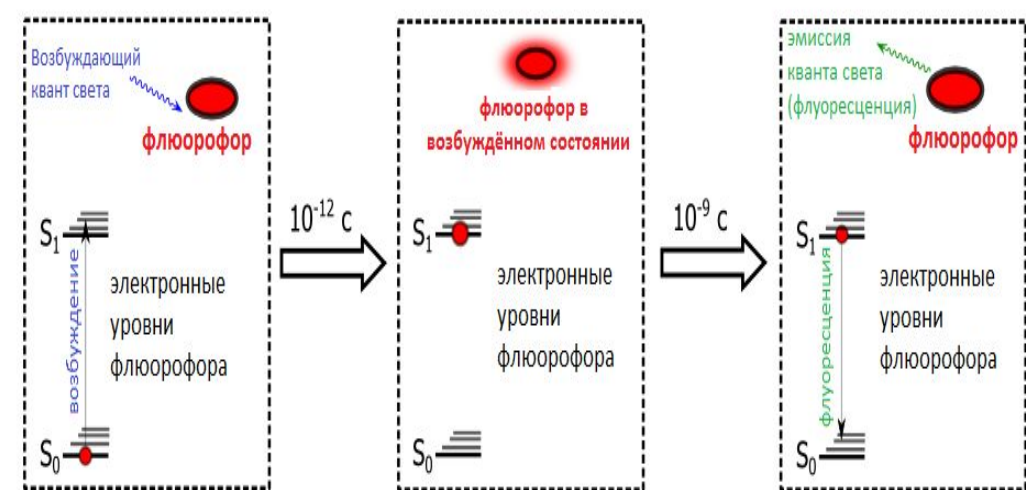 Возбуждающий
квант света
флюорофор
S₁
возбуждение
электронные
уровни
флюорофора
S₀
10⁻¹² с
флюорофор в
возбуждённом состоянии
S₁
электронные
уровни
флюорофора
S₀
10⁻⁹ с
эмиссия
кванта света
(флуоресценция)
флюорофор
S₁
флуоресценция
электронные
уровни
флюорофора
S₀